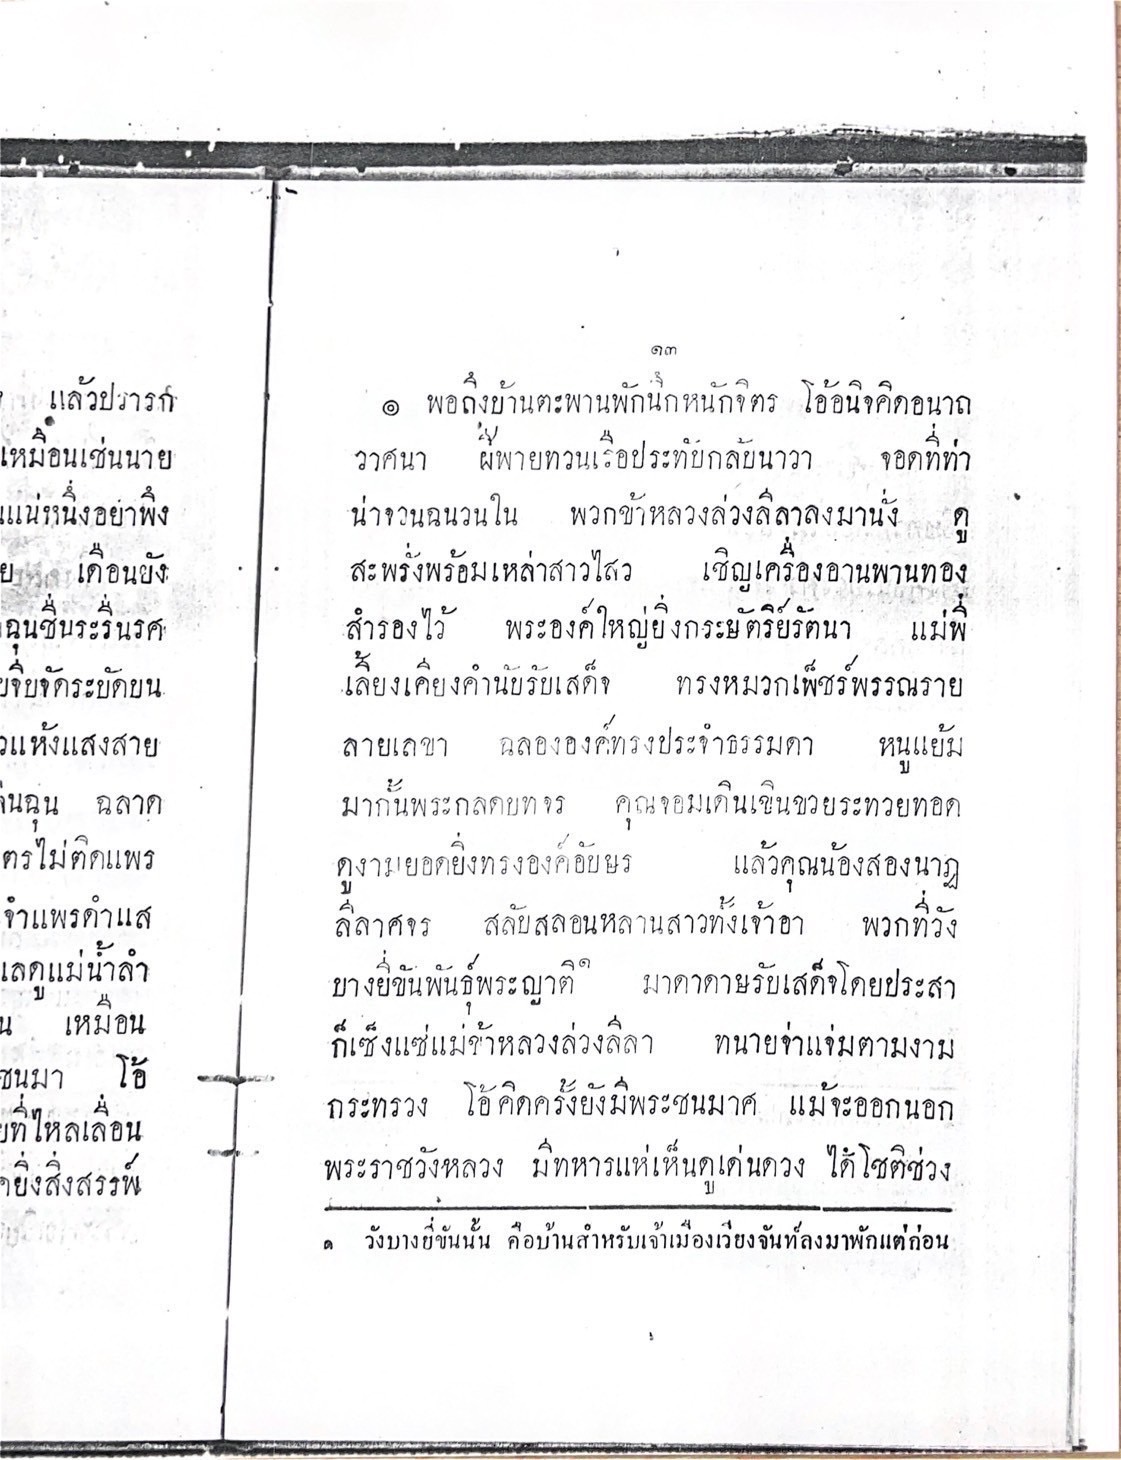 แล้วปรารภ
เหมือนเช่นนาย
แน่หนึ่งอย่าพึง
เดือนยัง
ฉุนชื่นระรื่นรศ
จัดระบัดยน
แห้งแสงสาย
ฉุน ฉลาด
ตรไม่ติดแพร
จำแพรดำแส
เลดูแม่น้ำลำ
น เหมือน
ชนมา โอ้
ที่ไหลเลื่อน
ยิ่งสิ่งสรรพ์
๑๓
๏ พอถึงบ้านตะพานพักนึกหนักจิตร โอ้อนิจคิดอนาถ
วาศนา ฝีพายทวนเรือประทับกลับนาวา จอดที่ท่า
น่าจวนฉนวนใน พวกข้าหลวงล่วงลีลาลงมานั่ง ดู
สะพรั่งพร้อมเหล่าสาวไสว เชิญเครื่องอานพานทอง
สำรองไว้ พระองค์ใหญ่ยิ่งกระษัตรีย์รัตนา แม่พี่
เลี้ยงเคียงคำนับรับเสด็จ ทรงหมวกเพ็ชร์พรรณราย
ลายเลขา ฉลององค์ทรงประจำธรรมดา หนูแย้ม
มากั้นพระกลดบทจร คุณจอมเดินเขินขวยระทวยทอด
ดูงามยอดยิ่งทรงองค์อับษร แล้วคุณน้องสองนาฏ
ลีลาศจร สลับสลอนหลานสาวทั้งเจ้าอา พวกที่วัง
บางยี่ขันพันธุ์พระญาติ๑ มาดาดาษรับเสด็จโดยประสา
ก็เซ็งแซ่แม่ข้าหลวงล่วงลีลา ทนายจ่าแจ่มตามงาม
กระทรวง โอ้คิดครั้งยังมีพระชนมาศ แม้จะออกนอก
พระราชวังหลวง มีทหารแห่เห็นดูเด่นดวง ได้โชติช่วง
๑ วังบางยี่ขันนั้น คือบ้านสำหรับเจ้าเมืองเวียงจันท์ลงมาพักแต่ก่อน